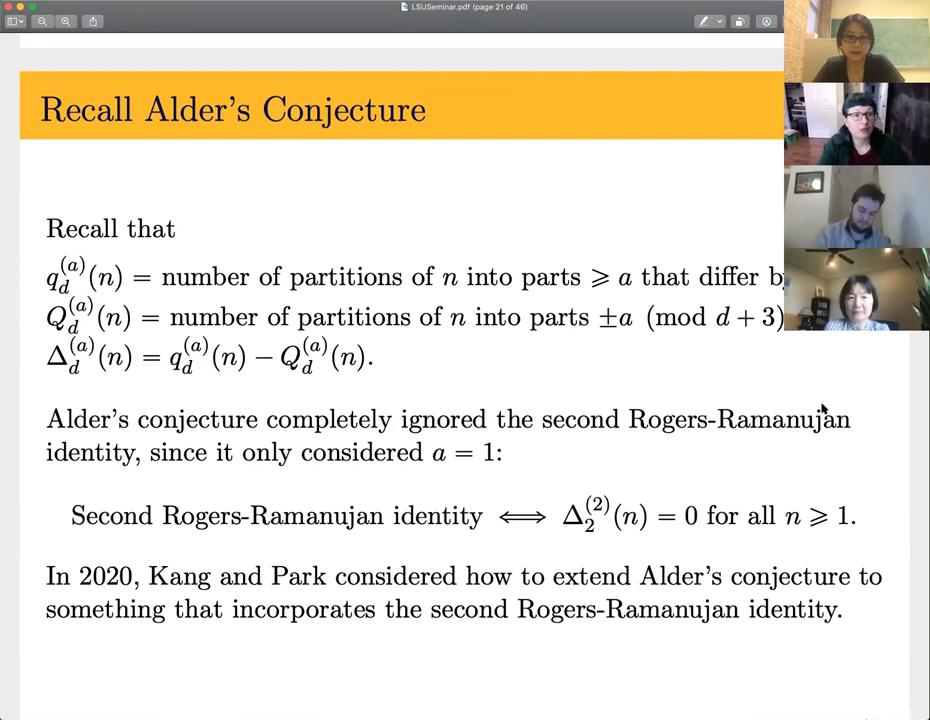 LSUSeminar.pdf (page 21 of 46)
Recall Alder's Conjecture
Recall that
q_d^{(a)}(n) = number of partitions of n into parts ⩾ a that differ b
Q_d^{(a)}(n) = number of partitions of n into parts ±a (mod d + 3)
Δ_d^{(a)}(n) = q_d^{(a)}(n) − Q_d^{(a)}(n).
Alder's conjecture completely ignored the second Rogers-Ramanujan
identity, since it only considered a = 1:
Second Rogers-Ramanujan identity ⟺ Δ_2^{(2)}(n) = 0 for all n ⩾ 1.
In 2020, Kang and Park considered how to extend Alder's conjecture to
something that incorporates the second Rogers-Ramanujan identity.